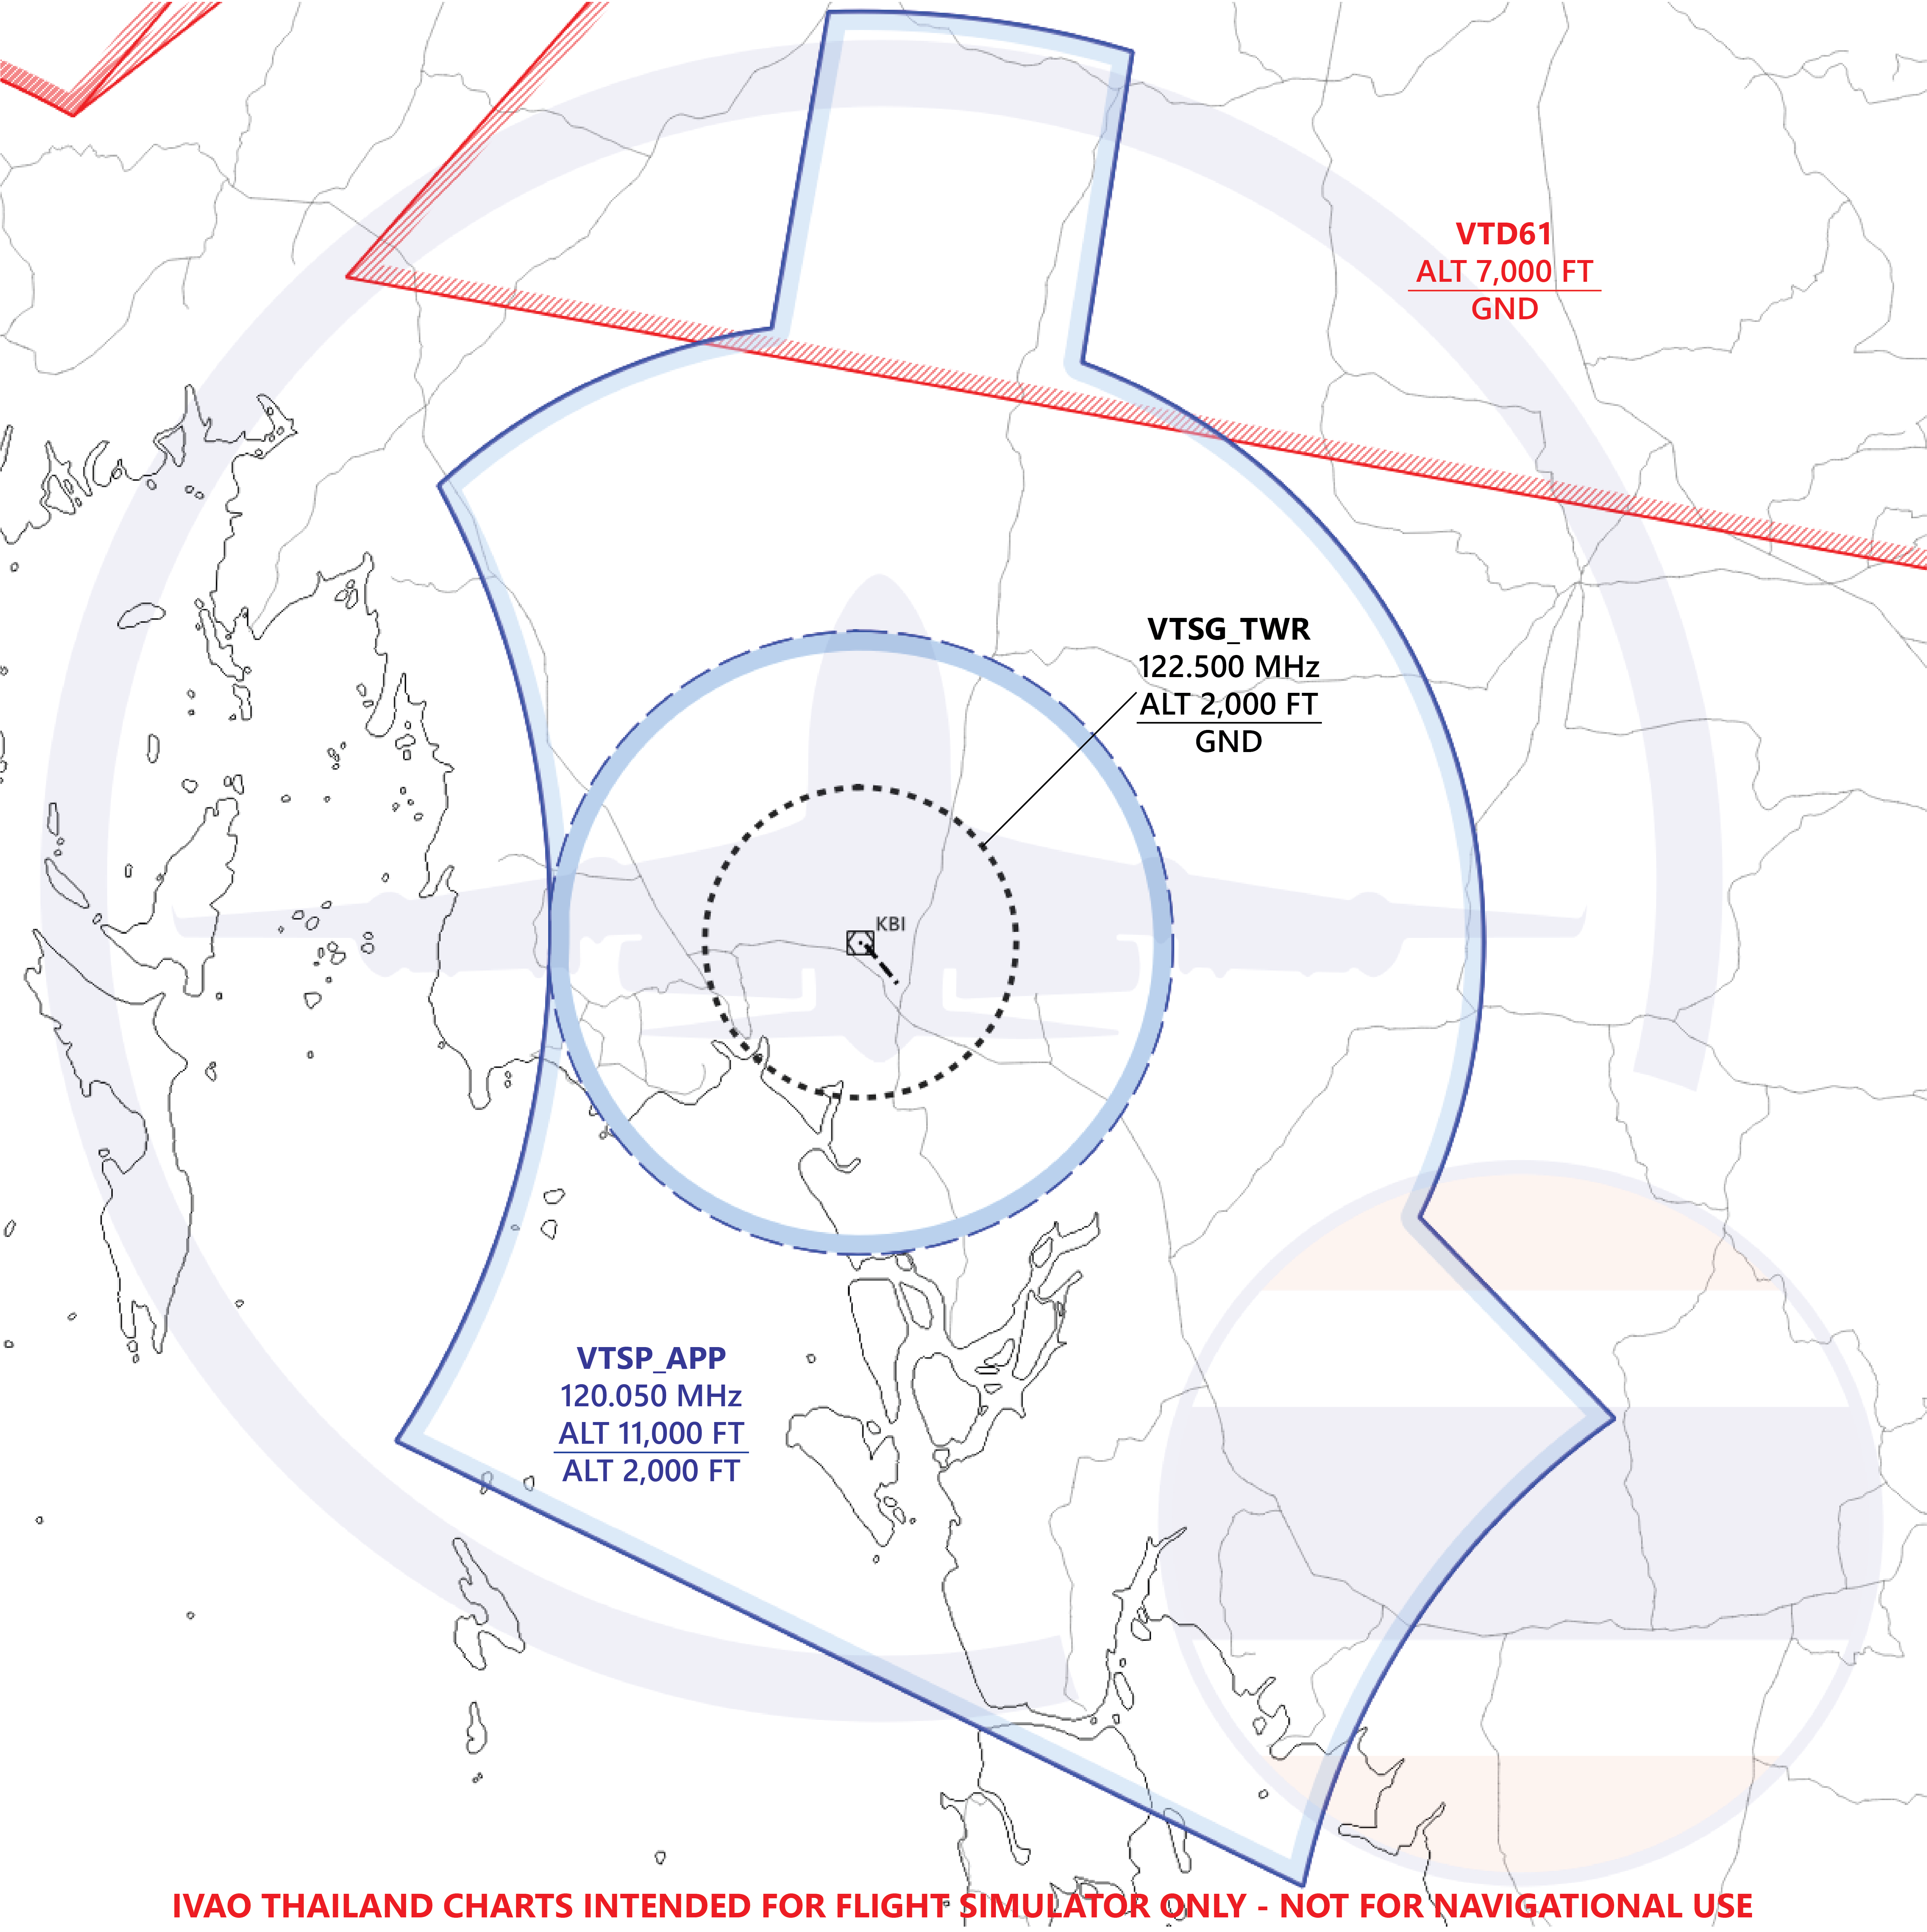 VTD61
ALT 7,000 FT
GND
VTSG_TWR
122.500 MHz
ALT 2,000 FT
GND
KBI
VTSP_APP
120.050 MHz
ALT 11,000 FT
ALT 2,000 FT
IVAO THAILAND CHARTS INTENDED FOR FLIGHT SIMULATOR ONLY - NOT FOR NAVIGATIONAL USE